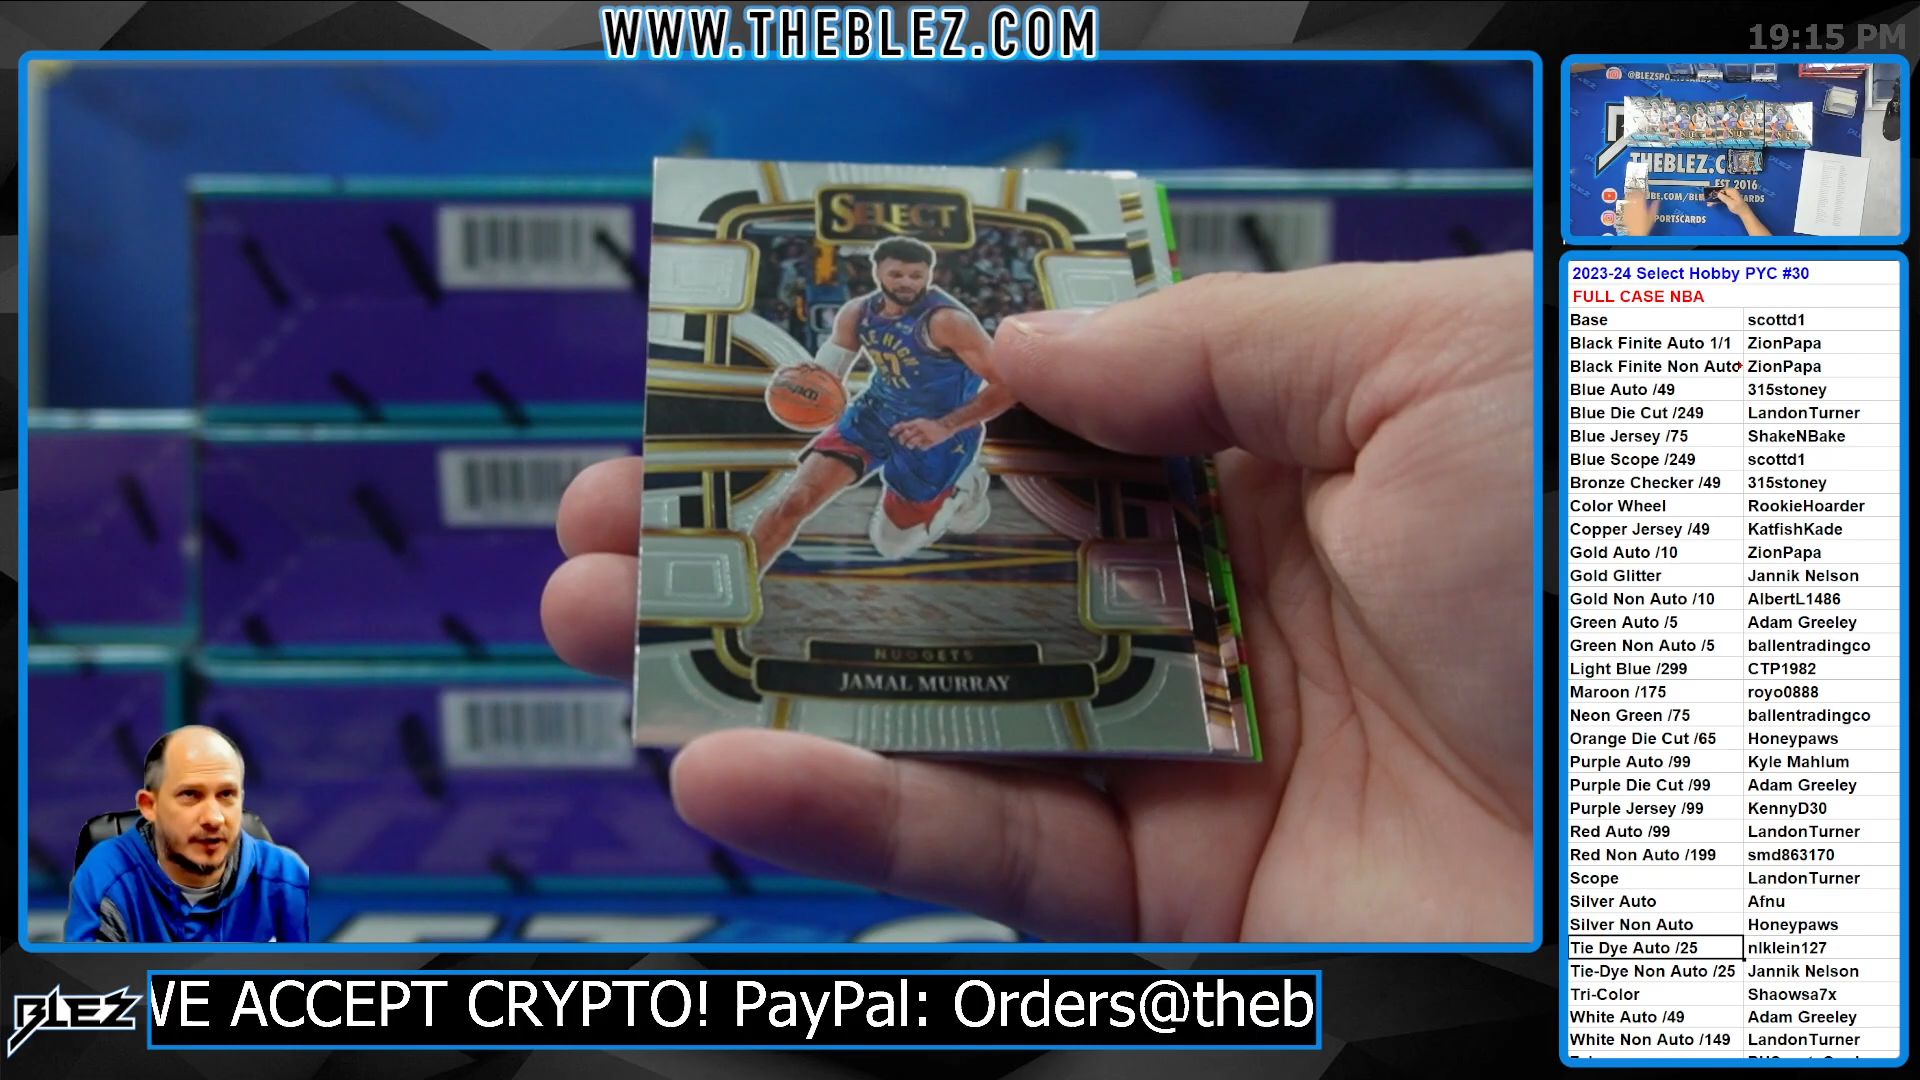 WWW.THEBLEZ.COM
19:15 PM
SELECT
NUGGETS
JAMAL MURRAY
@BLEZSPO
THEBLEZ.C
EST 2016
SPORTSCARDS
2023-24 Select Hobby PYC #30
FULL CASE NBA
Base scottd1
Black Finite Auto 1/1 ZionPapa
Black Finite Non Auto ZionPapa
Blue Auto /49 315stoney
Blue Die Cut /249 LandonTurner
Blue Jersey /75 ShakeNBake
Blue Scope /249 scottd1
Bronze Checker /49 315stoney
Color Wheel RookieHoarder
Copper Jersey /49 KatfishKade
Gold Auto /10 ZionPapa
Gold Glitter Jannik Nelson
Gold Non Auto /10 AlbertL1486
Green Auto /5 Adam Greeley
Green Non Auto /5 ballentradingco
Light Blue /299 CTP1982
Maroon /175 royo0888
Neon Green /75 ballentradingco
Orange Die Cut /65 Honeypaws
Purple Auto /99 Kyle Mahlum
Purple Die Cut /99 Adam Greeley
Purple Jersey /99 KennyD30
Red Auto /99 LandonTurner
Red Non Auto /199 smd863170
Scope LandonTurner
Silver Auto Afnu
Silver Non Auto Honeypaws
Tie Dye Auto /25 nlklein127
Tie-Dye Non Auto /25 Jannik Nelson
Tri-Color Shaowsa7x
White Auto /49 Adam Greeley
White Non Auto /149 LandonTurner
BLEZ
WE ACCEPT CRYPTO! PayPal: Orders@theb